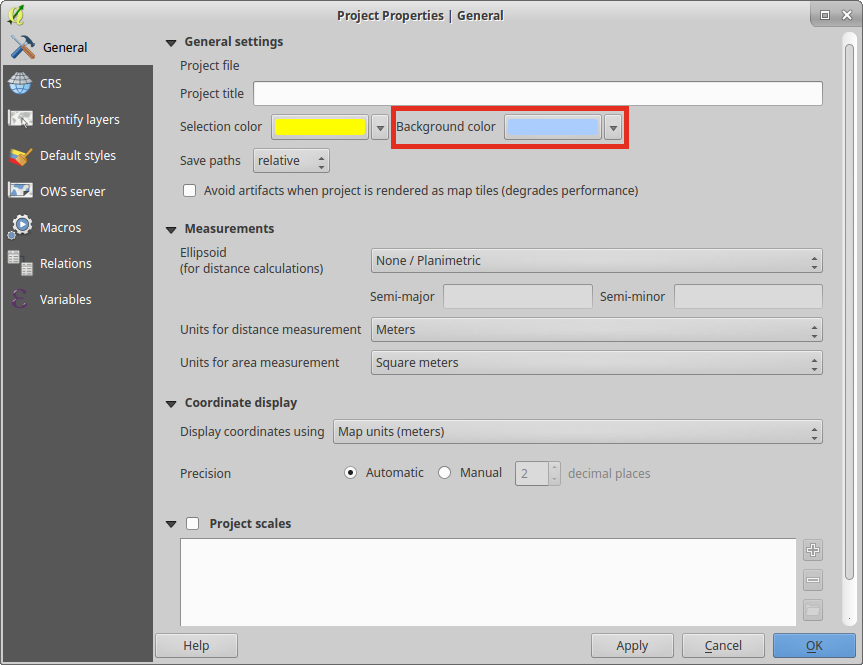 Project Properties | General
General
CRS
Identify layers
Default styles
OWS server
Macros
Relations
Variables
General settings
Project file
Project title
Selection color Background color
Save paths relative
Avoid artifacts when project is rendered as map tiles (degrades performance)
Measurements
Ellipsoid
(for distance calculations) None / Planimetric
Semi-major Semi-minor
Units for distance measurement Meters
Units for area measurement Square meters
Coordinate display
Display coordinates using Map units (meters)
Precision Automatic Manual 2 decimal places
Project scales
Help Apply Cancel OK